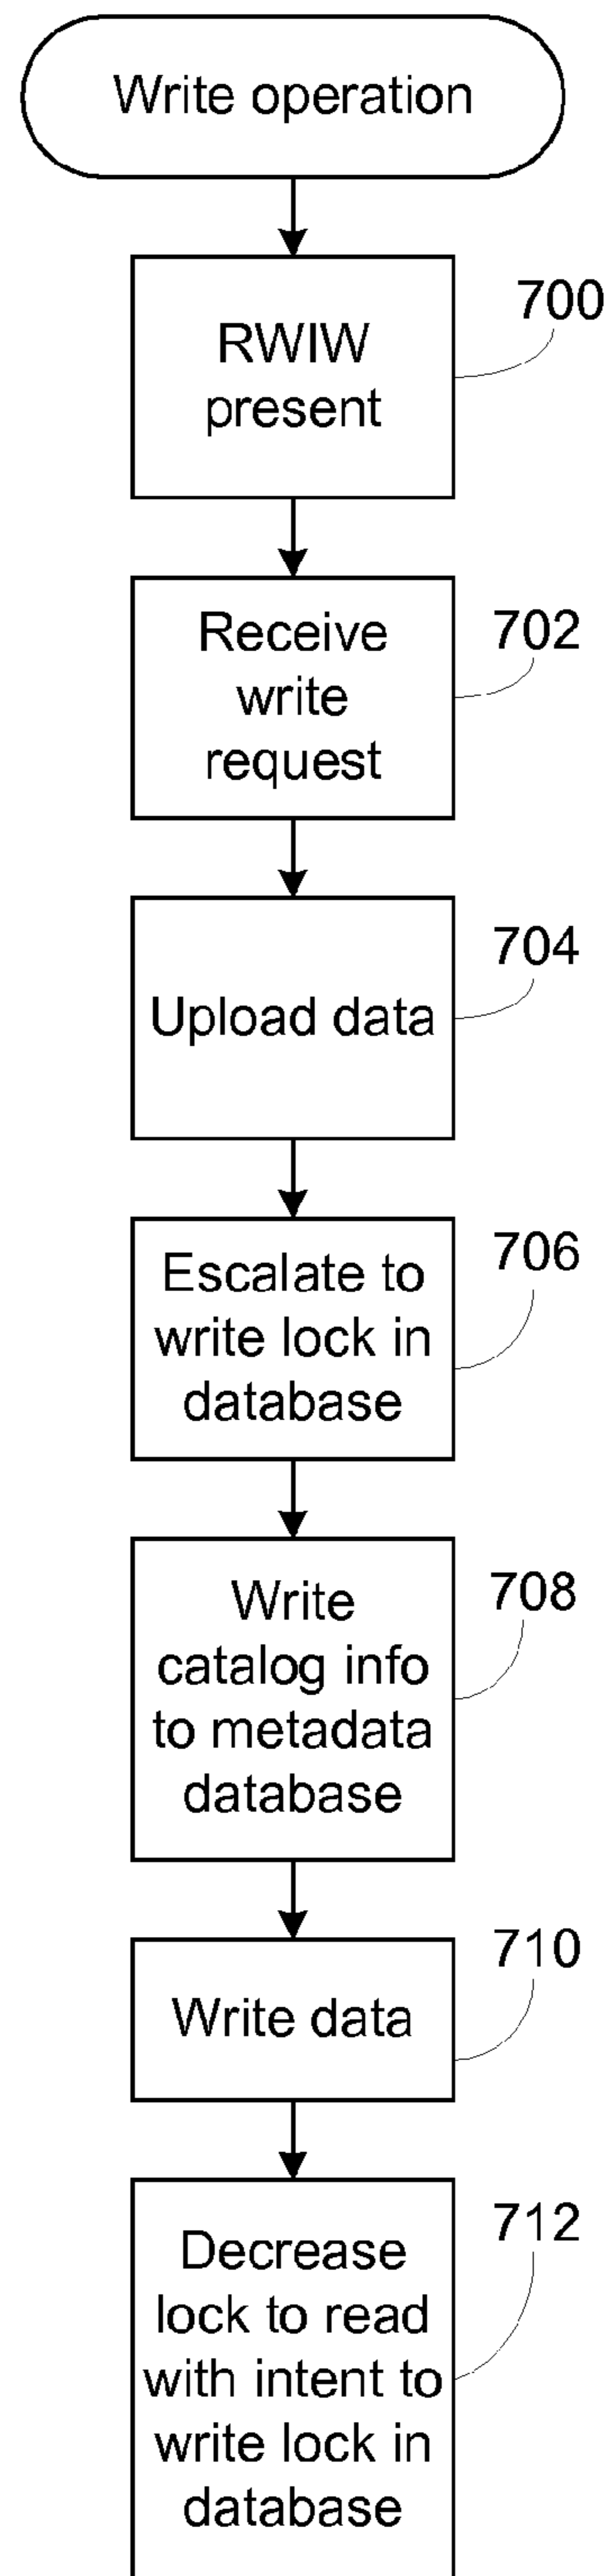 Write operation
RWIW
present
700
Receive
write
request
702
Upload data
704
Escalate to
write lock in
database
706
Write
catalog info
to metadata
database
708
Write data
710
Decrease
lock to read
with intent to
write lock in
database
712